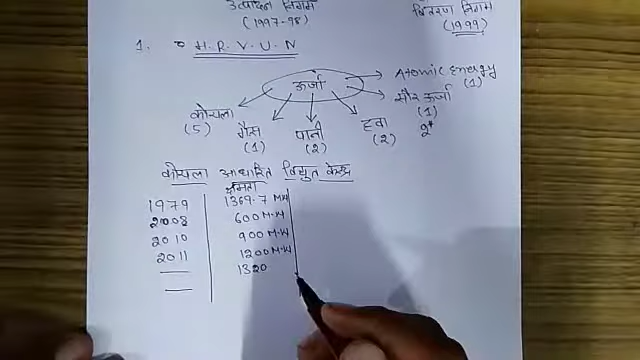 उत्पादन निगम
(1997-98)
वितरण निगम
(1999)
1. H.R.V.U.N
ऊर्जा
Atomic Energy
(1)
सौर ऊर्जा
(1)
कोयला
(5)
गैस
(1)
पानी
(2)
हवा
(2)
कोयला आधारित विद्युत केन्द्र
क्षमता
1979 1369.7 MW
2008 600 M.W
2010 900 M.W
2011 1200 M.W
1320